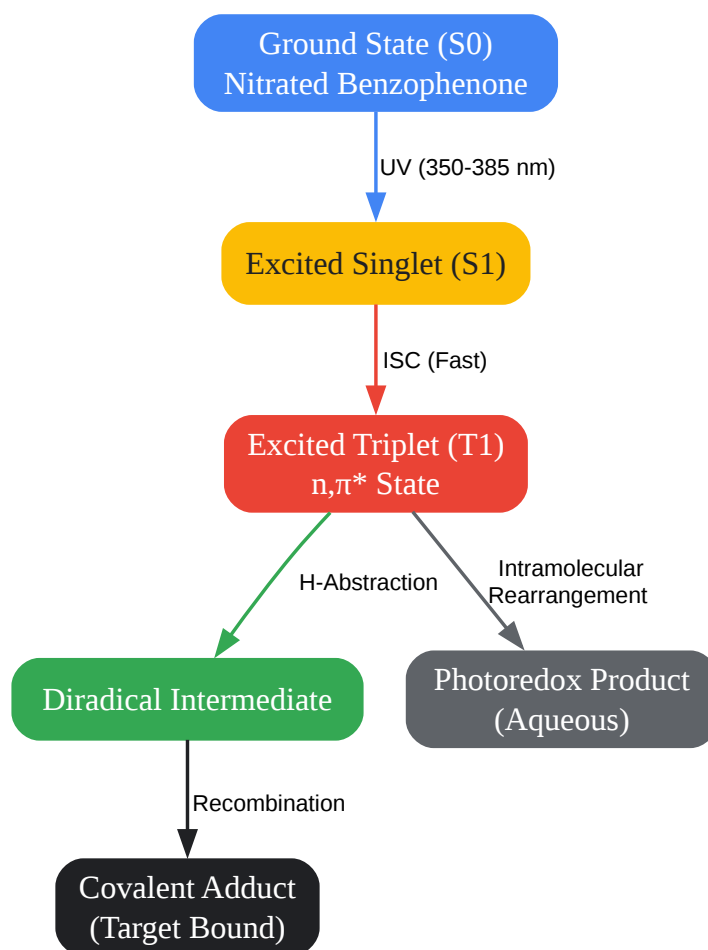 Ground State (S0)
Nitrated Benzophenone
UV (350-385 nm)
Excited Singlet (S1)
ISC (Fast)
Excited Triplet (T1)
n,π* State
H-Abstraction
Intramolecular
Rearrangement
Diradical Intermediate
Photoredox Product
(Aqueous)
Recombination
Covalent Adduct
(Target Bound)